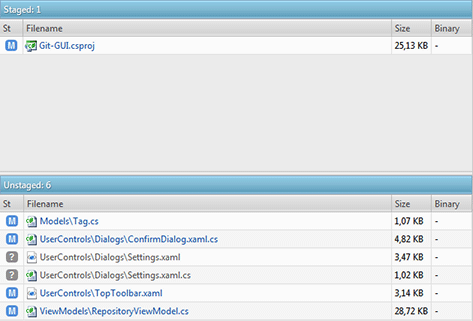 Staged: 1
St Filename Size Binary
M Git-GUI.csproj 25,13 KB -
Unstaged: 6
St Filename Size Binary
M Models\Tag.cs 1,07 KB -
M UserControls\Dialogs\ConfirmDialog.xaml.cs 4,82 KB -
? UserControls\Dialogs\Settings.xaml 3,47 KB -
? UserControls\Dialogs\Settings.xaml.cs 1,02 KB -
M UserControls\TopToolbar.xaml 3,14 KB -
M ViewModels\RepositoryViewModel.cs 28,72 KB -